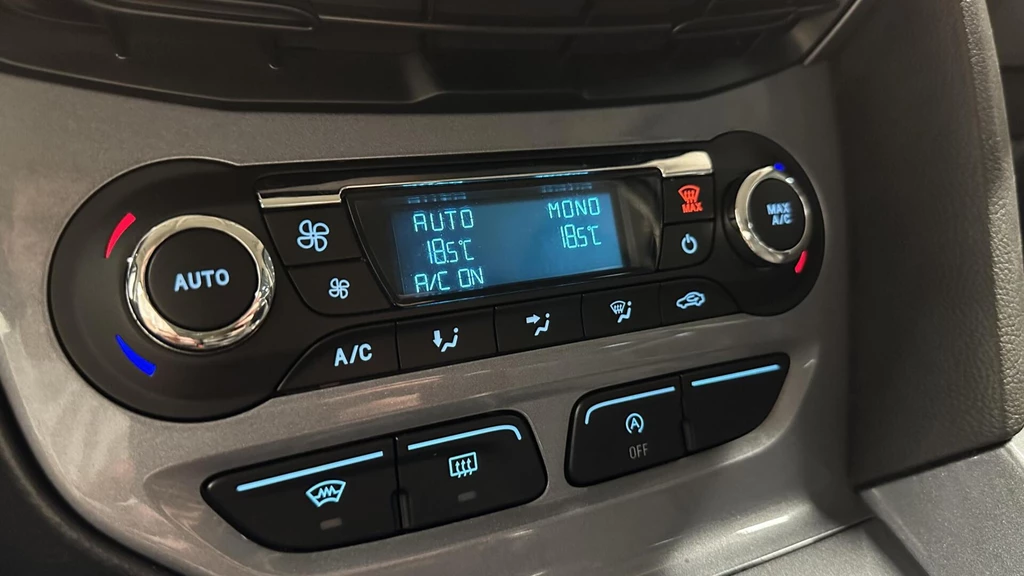 AUTO
AUTO
MONO
18.5°C
18.5°C
A/C ON
MAX
MAX
A/C
A/C
A
OFF